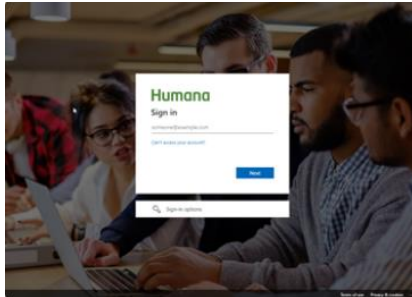 Humana
Sign in
someone@example.com
Can't access your account?
Next
Sign-in options
Terms of use Privacy & cookies